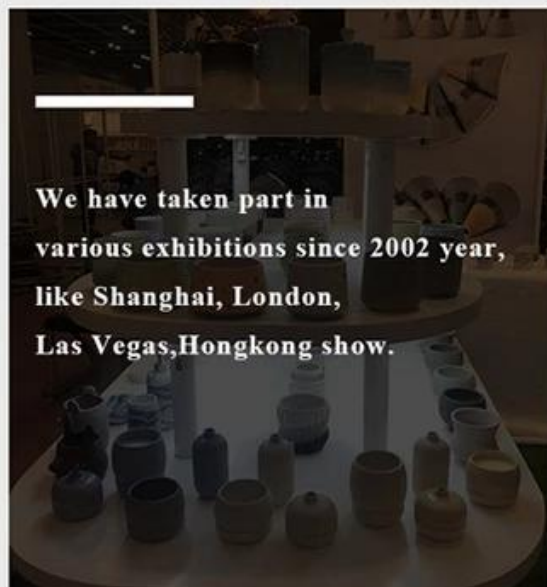 We have taken part in
various exhibitions since 2002 year,
like Shanghai, London,
Las Vegas,Hongkong show.